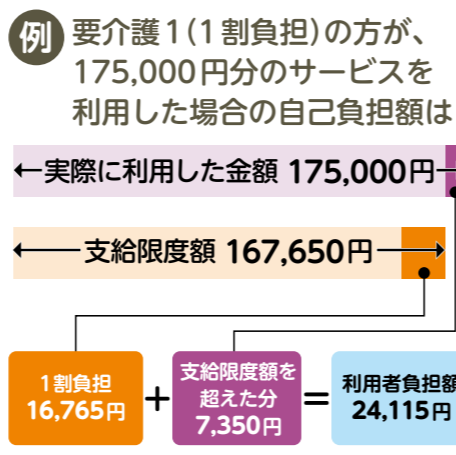 例 要介護1(1割負担)の方が、
175,000円分のサービスを
利用した場合の自己負担額は
実際に利用した金額 175,000円
支給限度額 167,650円
1割負担
16,765円
+
支給限度額を
超えた分
7,350円
=
利用者負担額
24,115円